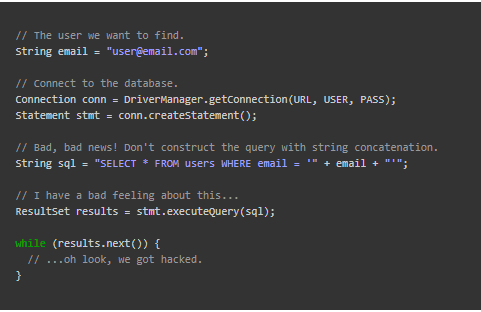 // The user we want to find.
String email = "user@email.com";
// Connect to the database.
Connection conn = DriverManager.getConnection(URL, USER, PASS);
Statement stmt = conn.createStatement();
// Bad, bad news! Don't construct the query with string concatenation.
String sql = "SELECT * FROM users WHERE email = '" + email + "'";
// I have a bad feeling about this...
ResultSet results = stmt.executeQuery(sql);
while (results.next()) {
// ...oh look, we got hacked.
}